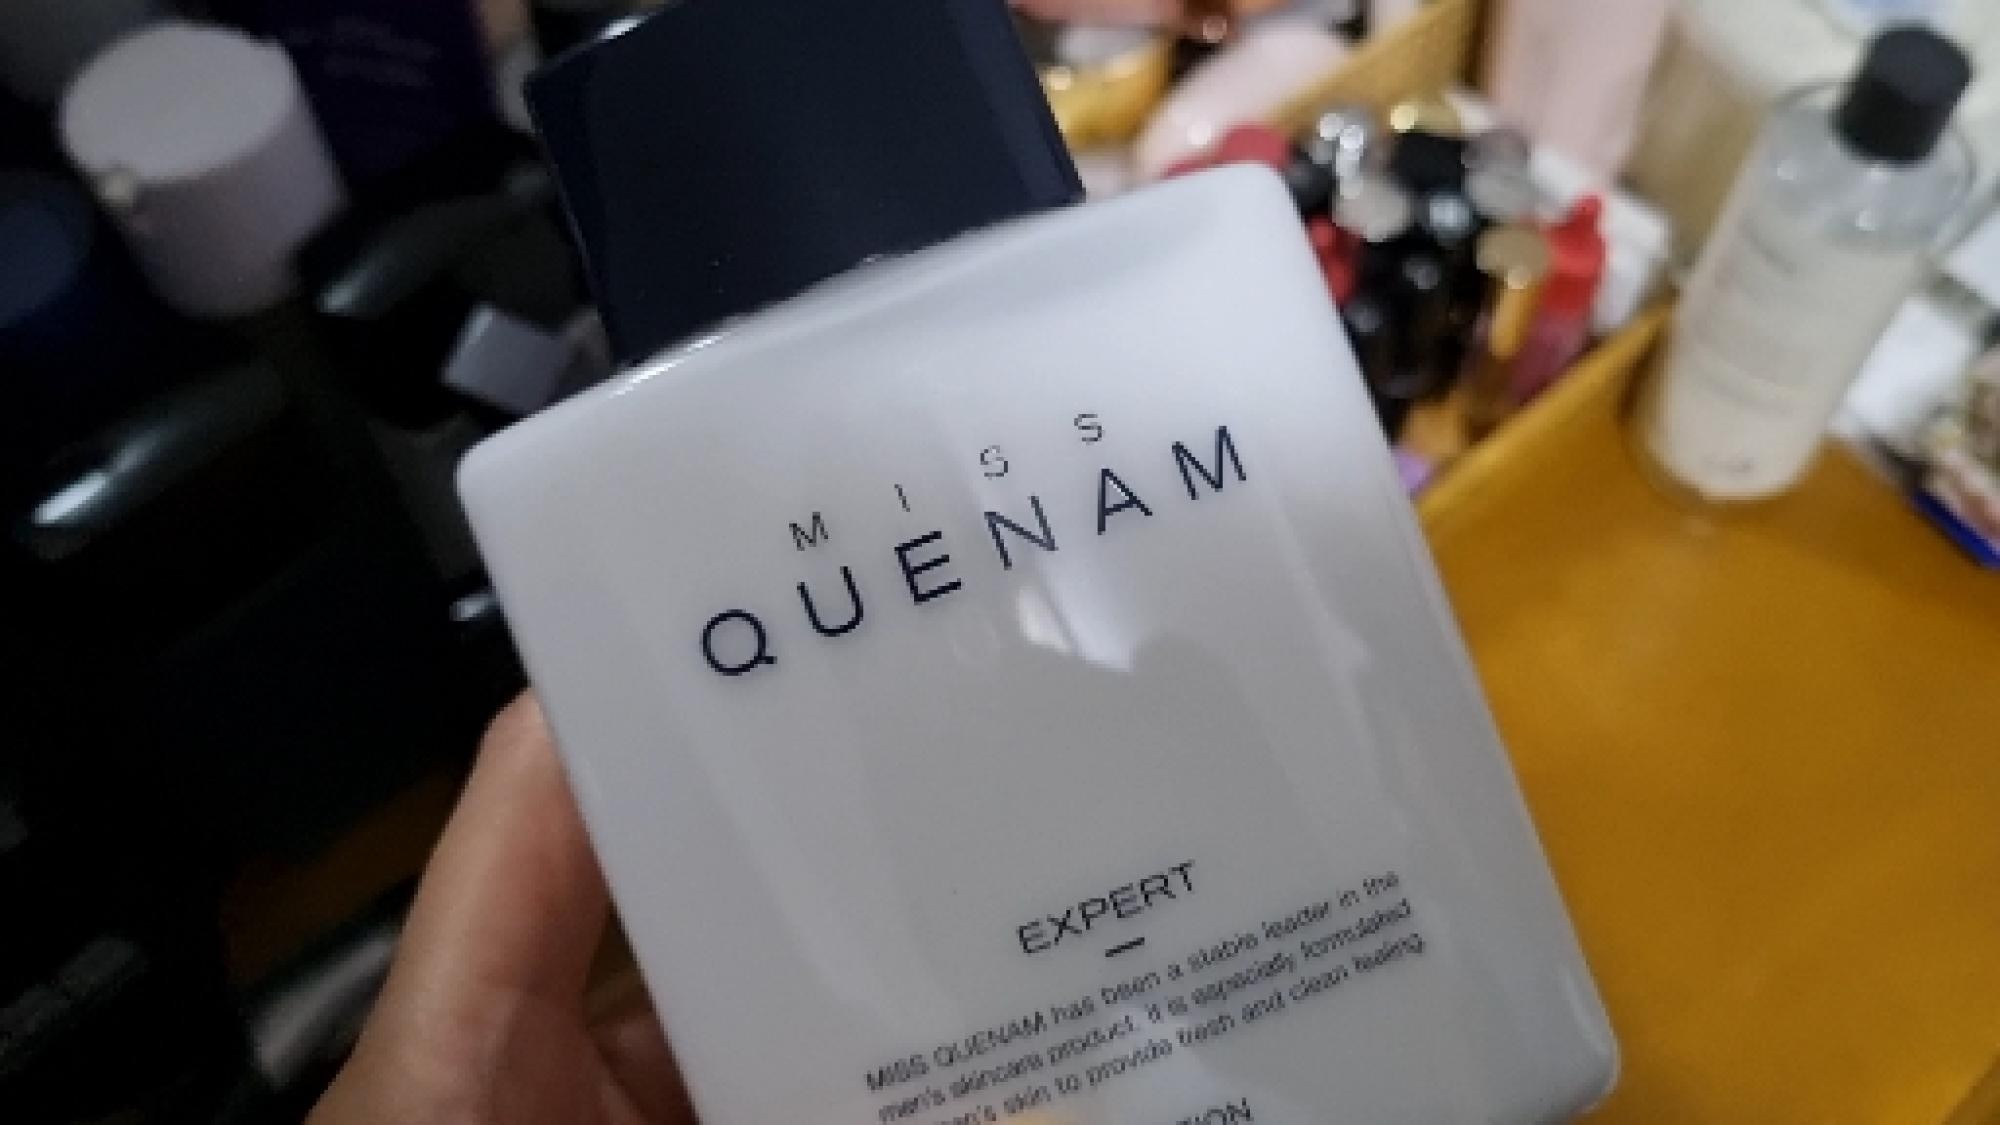 MISS
QUENAM
EXPERT
MISS QUENAM has been a stable leader in the
men's skincare product. It is especially formulated
men's skin to provide fresh and clean feeling